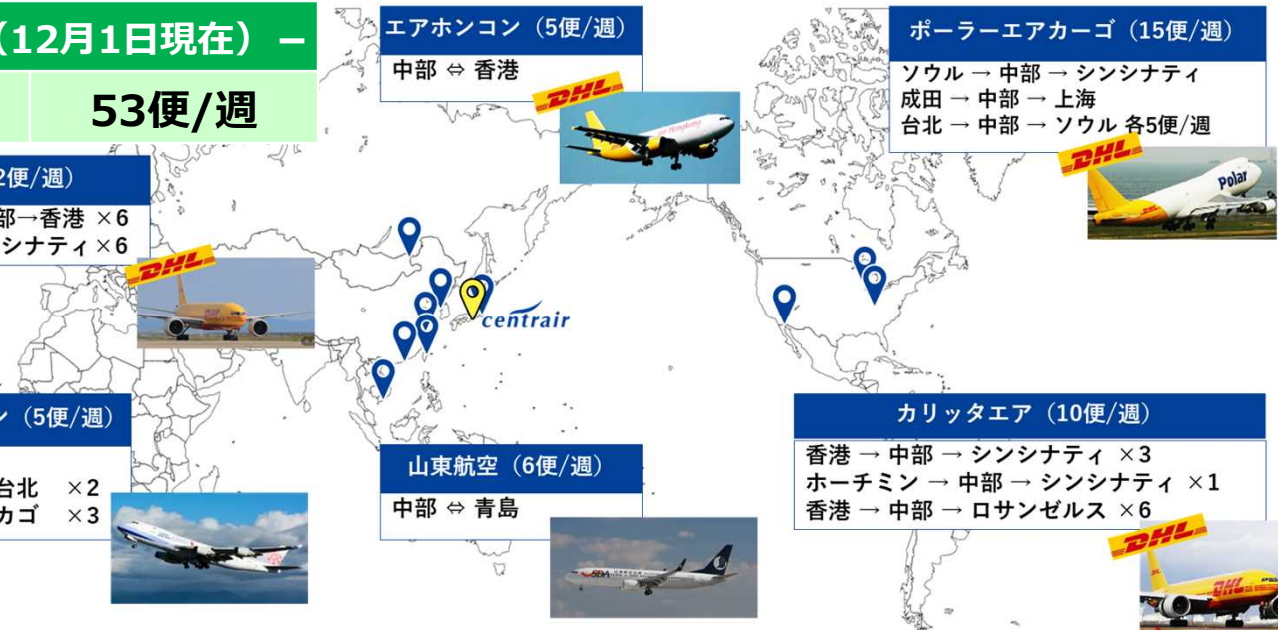 （12月1日現在）－
53便/週
エアホンコン（5便/週）
中部 ⇔ 香港
DHL
ポーラーエアカーゴ（15便/週）
ソウル → 中部 → シンシナティ
成田 → 中部 → 上海
台北 → 中部 → ソウル 各5便/週
DHL
Polar
2便/週）
部→香港 ×6
シナティ×6
DHL
centrair
ン（5便/週）
台北 ×2
カゴ ×3
山東航空（6便/週）
中部 ⇔ 青島
SDA
カリッタエア（10便/週）
香港 → 中部 → シンシナティ ×3
ホーチミン → 中部 → シンシナティ ×1
香港 → 中部 → ロサンゼルス ×6
DHL
DHL